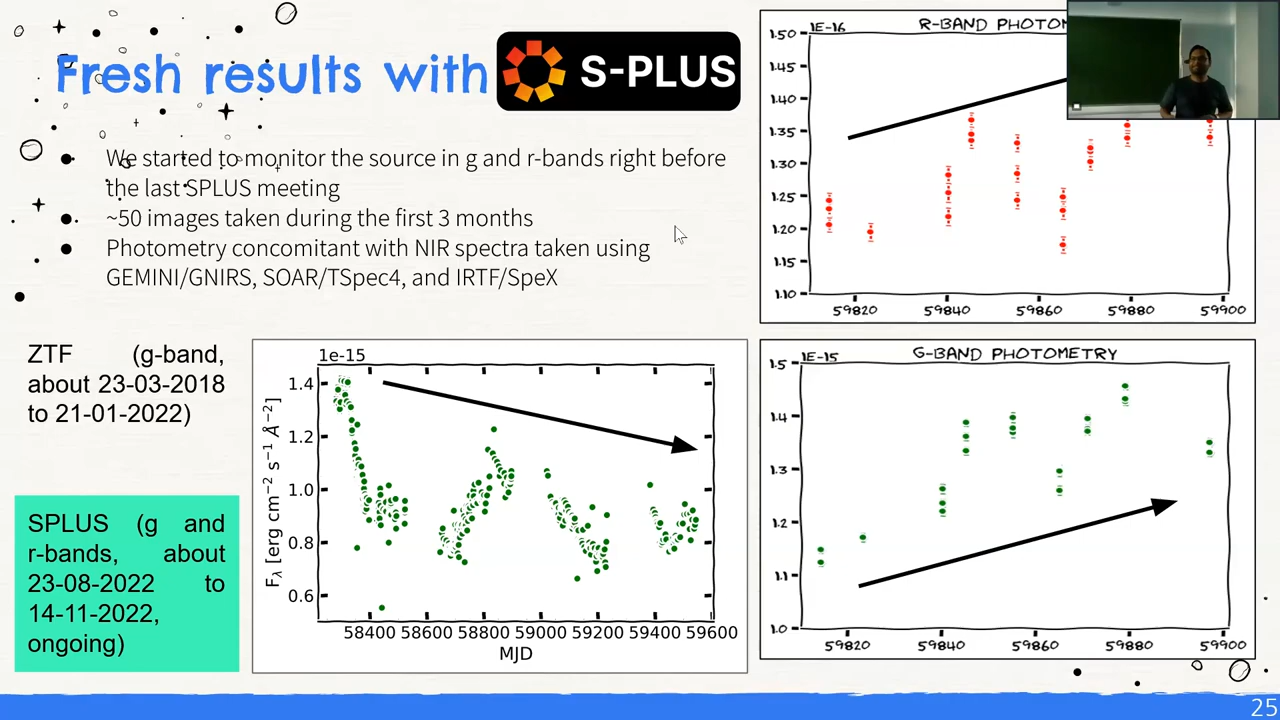 Fresh results with
S-PLUS
We started to monitor the source in g and r-bands right before
the last SPLUS meeting
~50 images taken during the first 3 months
Photometry concomitant with NIR spectra taken using
GEMINI/GNIRS, SOAR/TSpec4, and IRTF/SpeX
ZTF (g-band,
about 23-03-2018
to 21-01-2022)
SPLUS (g and
r-bands, about
23-08-2022 to
14-11-2022,
ongoing)
1e-15
1.4
1.2
1.0
0.8
0.6
F_λ [erg cm⁻² s⁻¹ Å⁻²]
58400 58600 58800 59000 59200 59400 59600
MJD
1E-16
R-BAND PHOTOM
1.50
1.45
1.40
1.35
1.30
1.25
1.20
1.15
1.10
59820 59840 59860 59880 59900
1E-15
G-BAND PHOTOMETRY
1.5
1.4
1.3
1.2
1.1
1.0
59820 59840 59860 59880 59900
25